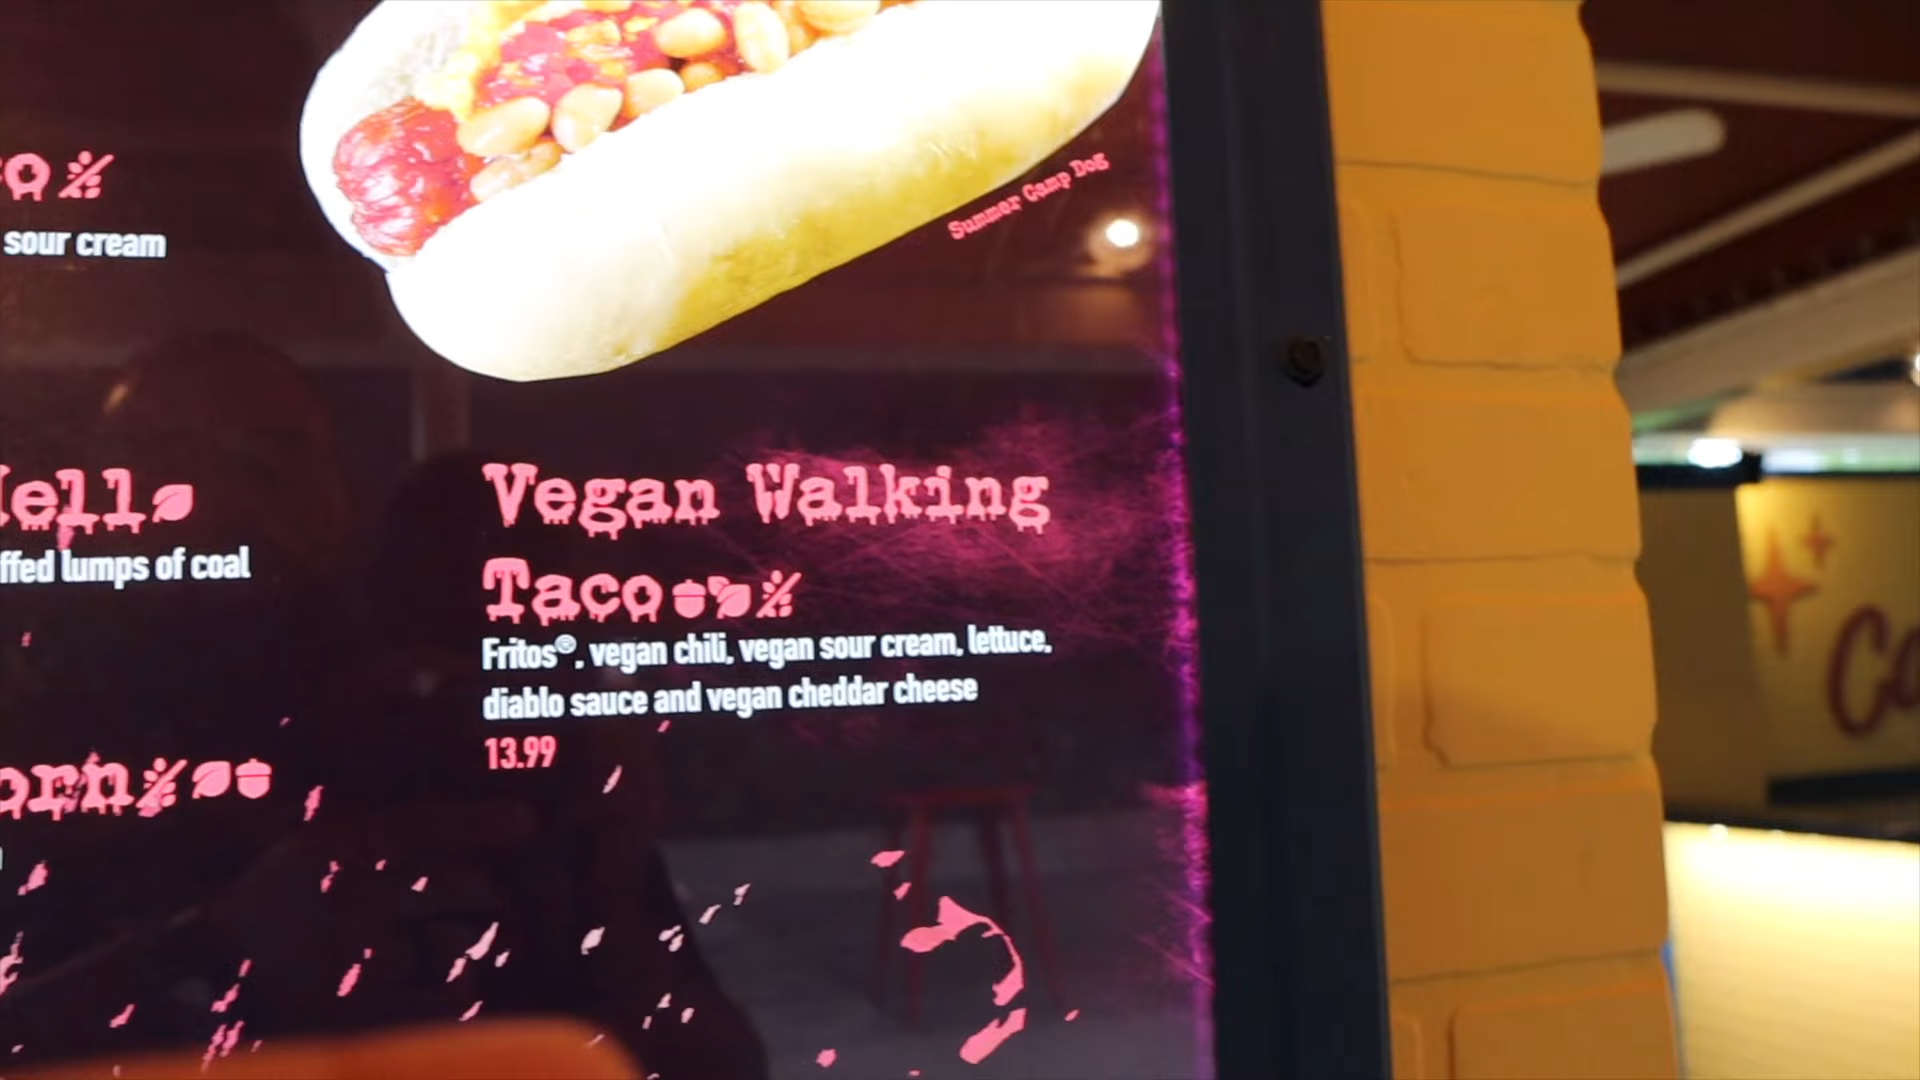 sour cream
Summer Camp Dog
lumps of coal
Vegan Walking
Taco
Fritos®, vegan chili, vegan sour cream, lettuce,
diablo sauce and vegan cheddar cheese
13.99